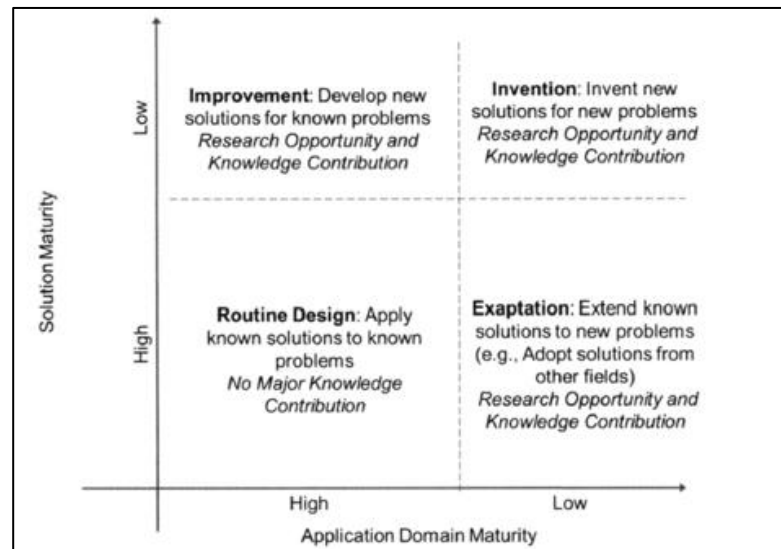 Improvement: Develop new
solutions for known problems
Research Opportunity and
Knowledge Contribution
Invention: Invent new
solutions for new problems
Research Opportunity and
Knowledge Contribution
Low
Solution Maturity
High
Routine Design: Apply
known solutions to known
problems
No Major Knowledge
Contribution
Exaptation: Extend known
solutions to new problems
(e.g., Adopt solutions from
other fields)
Research Opportunity and
Knowledge Contribution
High
Low
Application Domain Maturity